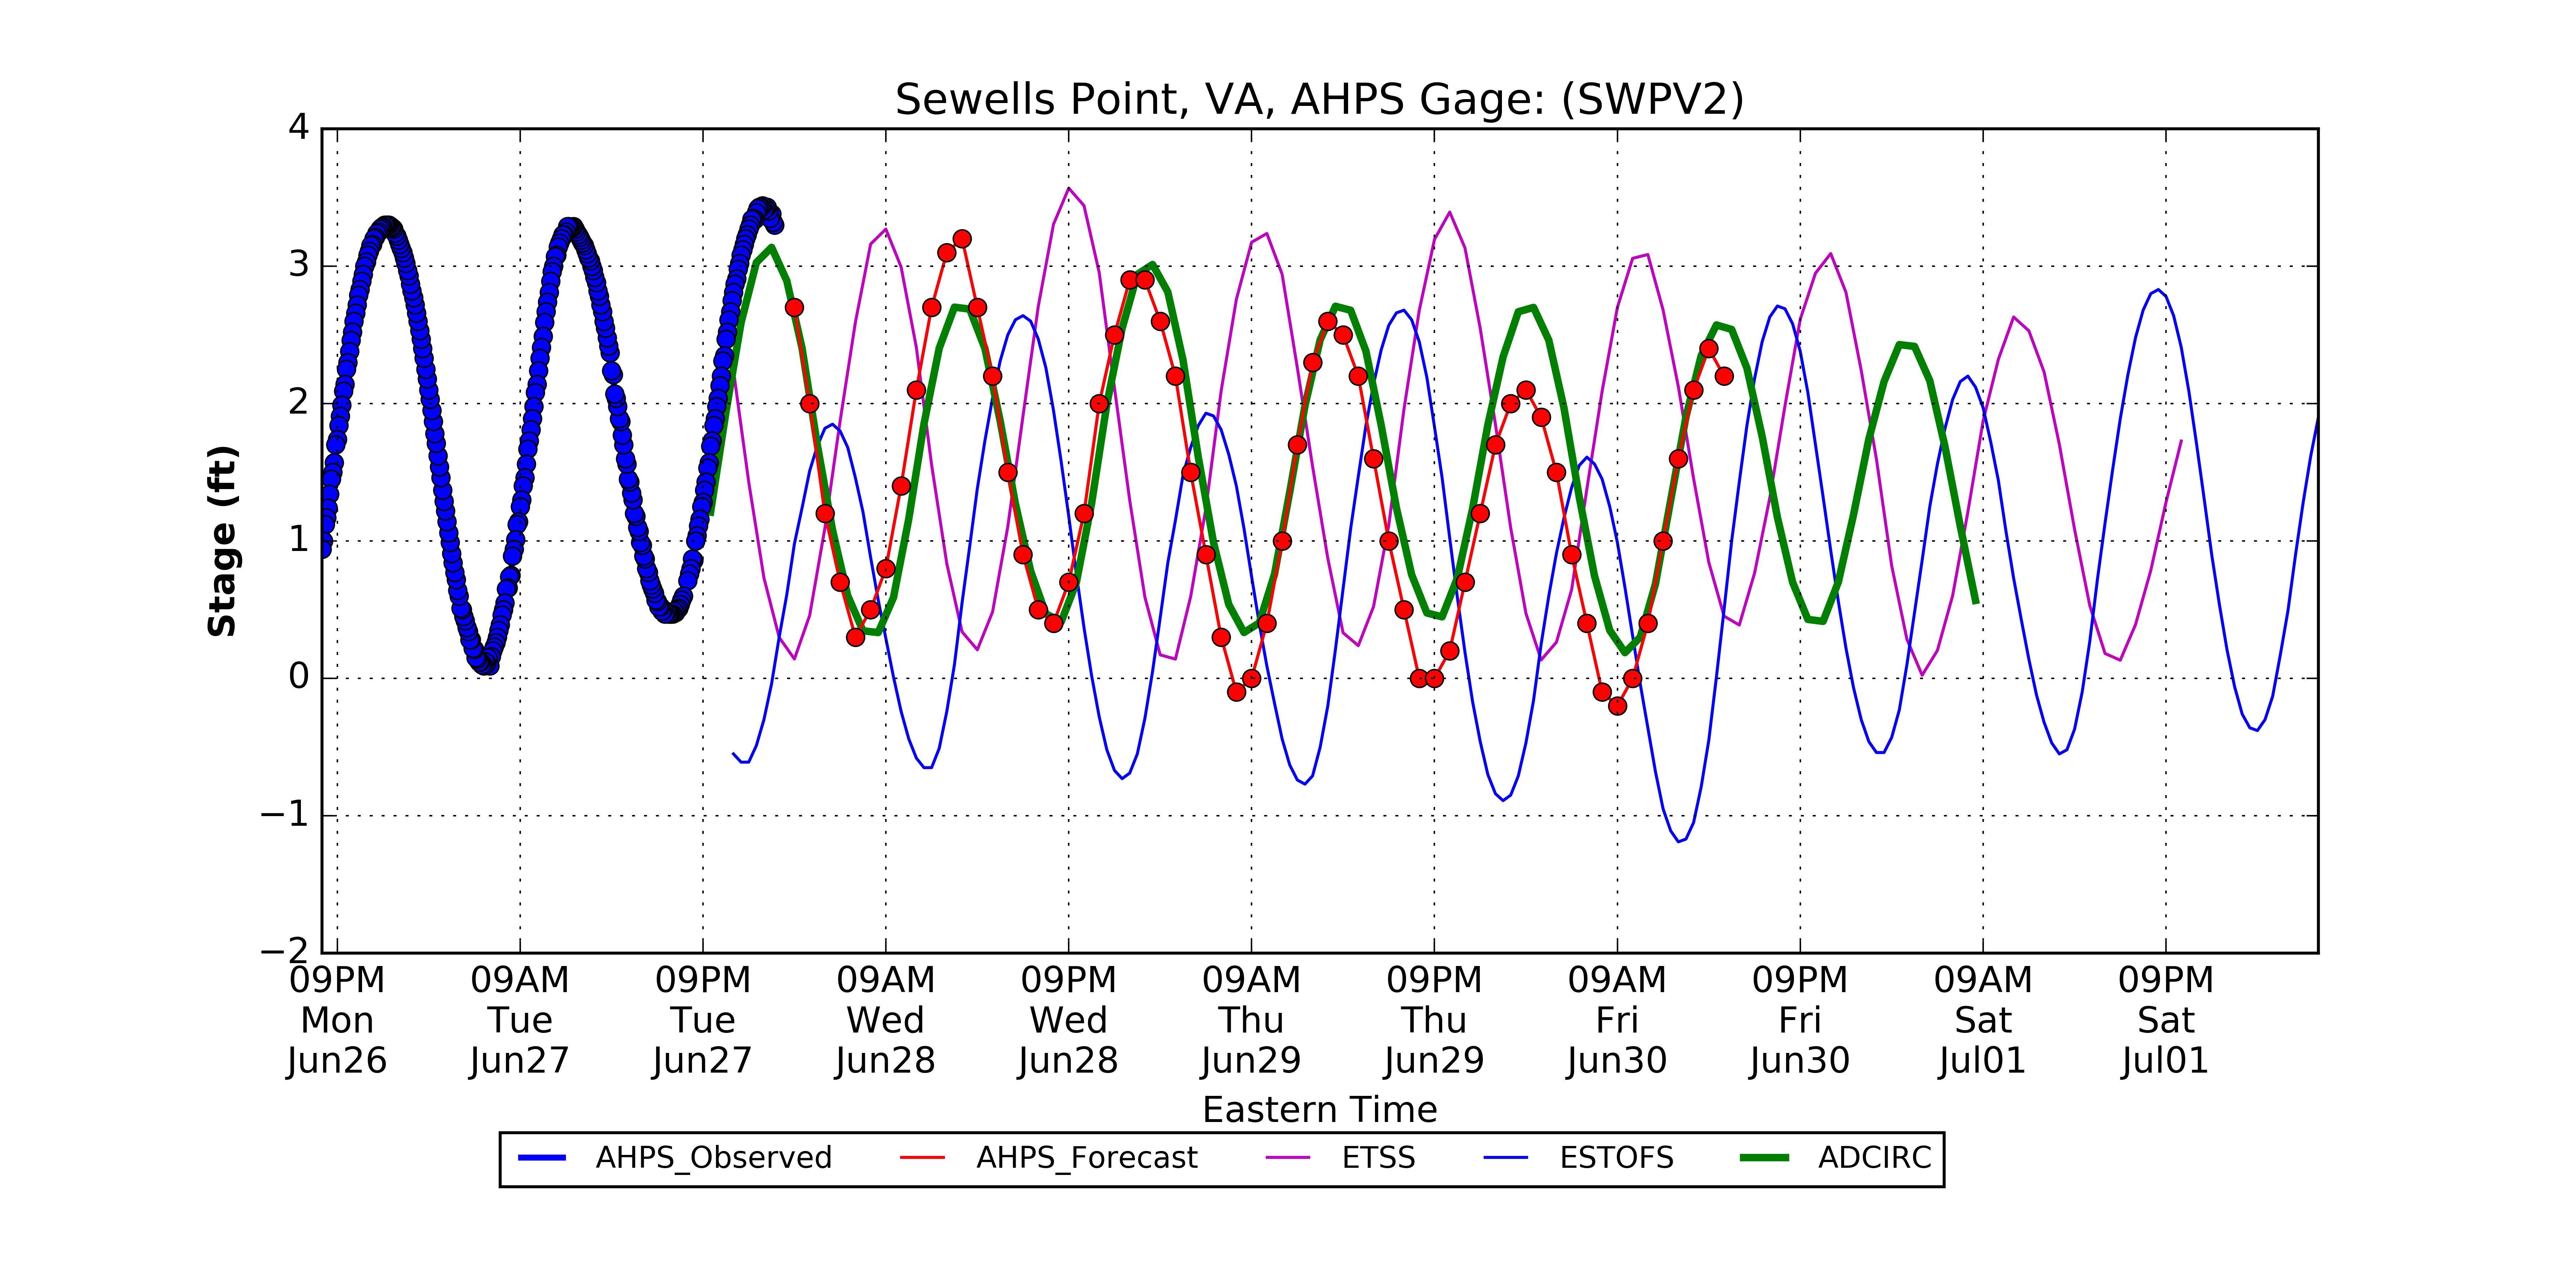 Sewells Point, VA, AHPS Gage: (SWPV2)
4
3
2
1
0
−1
−2
Stage (ft)
09PM 09AM 09PM 09AM 09PM 09AM 09PM 09AM 09PM 09AM 09PM
Mon Tue Tue Wed Wed Thu Thu Fri Fri Sat Sat
Jun26 Jun27 Jun27 Jun28 Jun28 Jun29 Jun29 Jun30 Jun30 Jul01 Jul01
Eastern Time
AHPS_Observed AHPS_Forecast ETSS ESTOFS ADCIRC